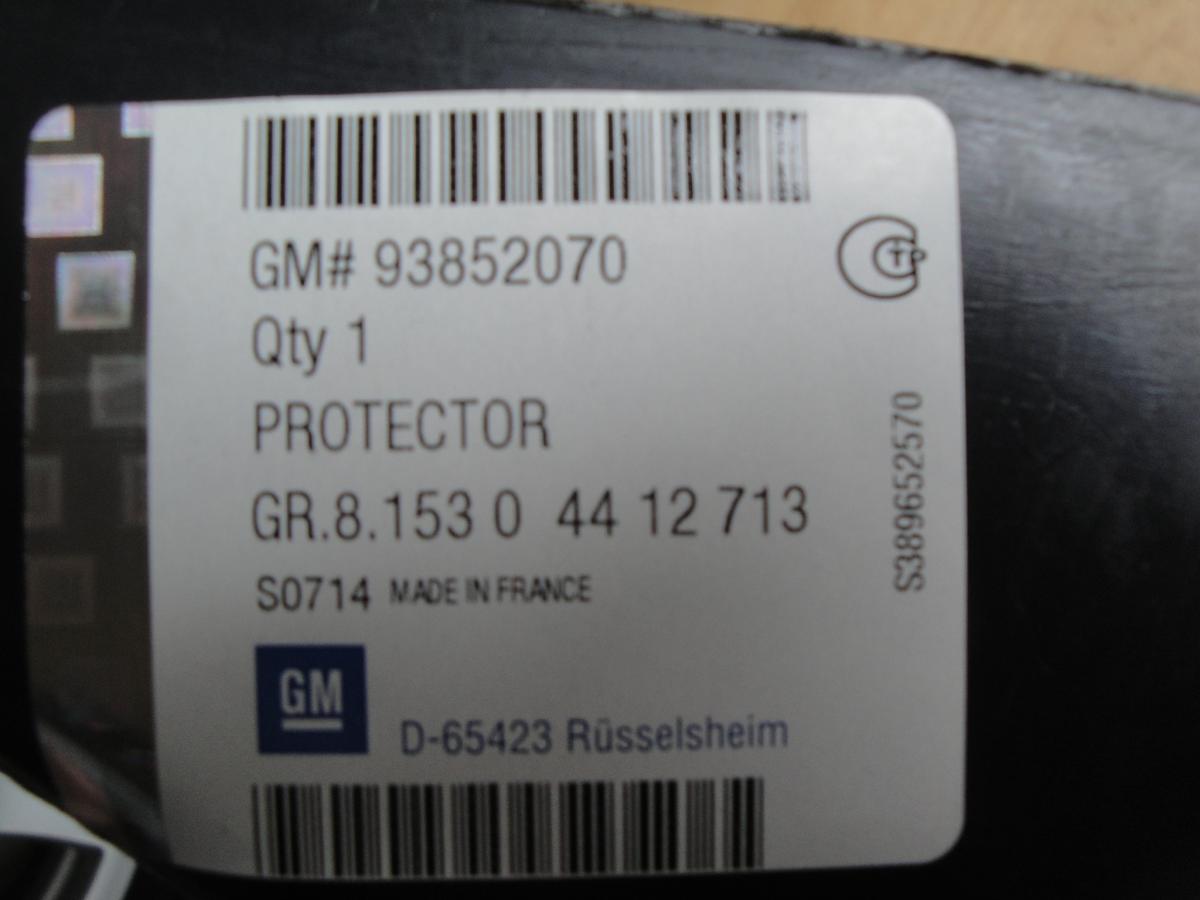 GM# 93852070
Qty 1
PROTECTOR
GR.8.153 0 44 12 713
S0714 MADE IN FRANCE
GM
D-65423 Rüsselsheim
S389652570